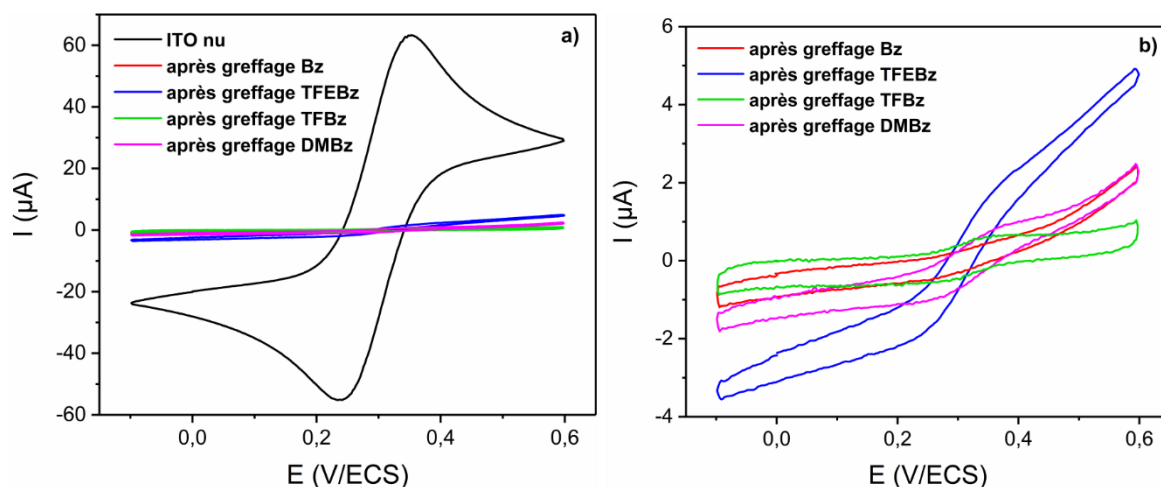 a)
ITO nu
après greffage Bz
après greffage TFEBz
après greffage TFBz
après greffage DMBz
60
40
20
0
-20
-40
-60
I (µA)
0,0
0,2
0,4
0,6
E (V/ECS)
b)
après greffage Bz
après greffage TFEBz
après greffage TFBz
après greffage DMBz
6
4
2
0
-2
-4
I (µA)
0,0
0,2
0,4
0,6
E (V/ECS)